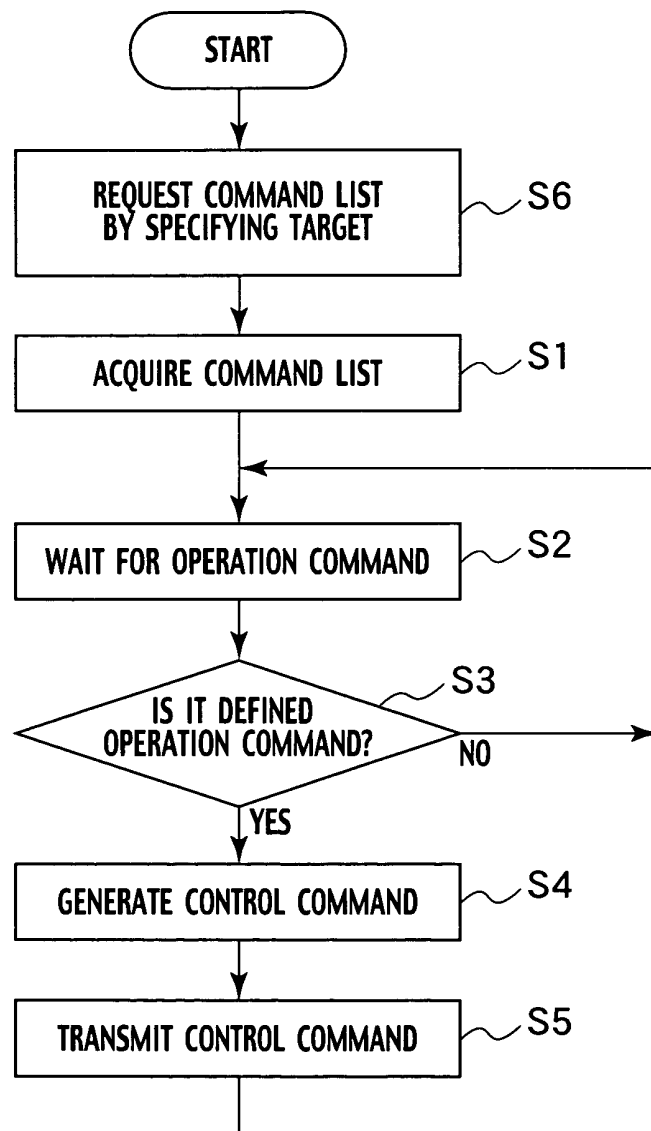 START
REQUEST COMMAND LIST
BY SPECIFYING TARGET
S6
ACQUIRE COMMAND LIST
S1
WAIT FOR OPERATION COMMAND
S2
IS IT DEFINED
OPERATION COMMAND?
S3
NO
YES
GENERATE CONTROL COMMAND
S4
TRANSMIT CONTROL COMMAND
S5